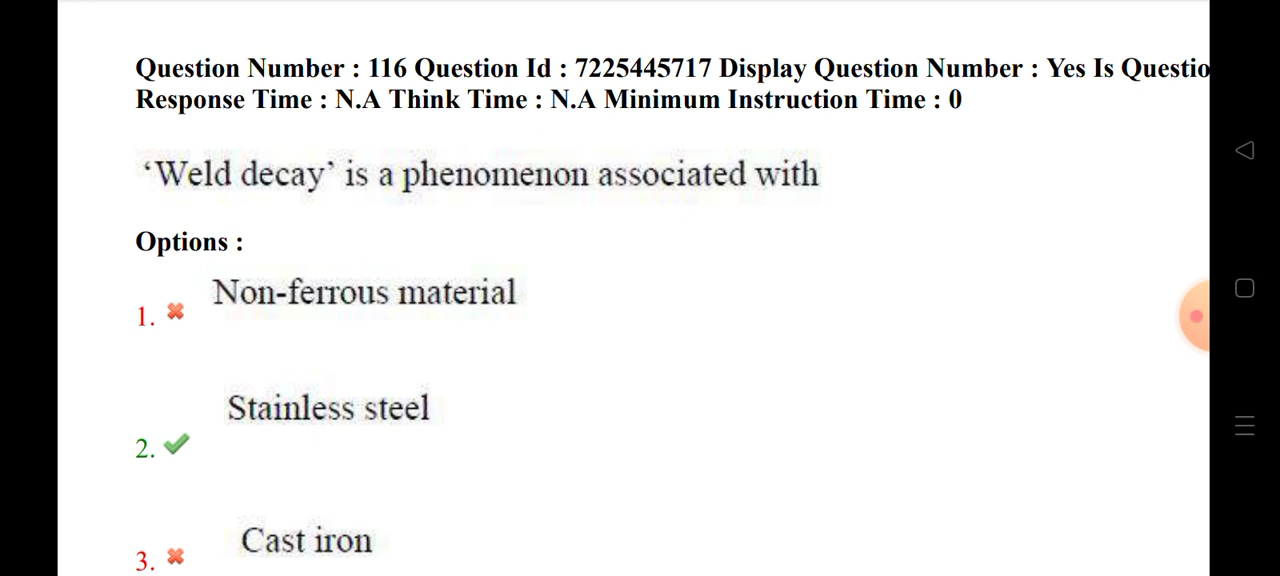 Question Number : 116 Question Id : 7225445717 Display Question Number : Yes Is Questio
Response Time : N.A Think Time : N.A Minimum Instruction Time : 0
‘Weld decay’ is a phenomenon associated with
Options :
Non-ferrous material
1.
Stainless steel
2.
Cast iron
3.